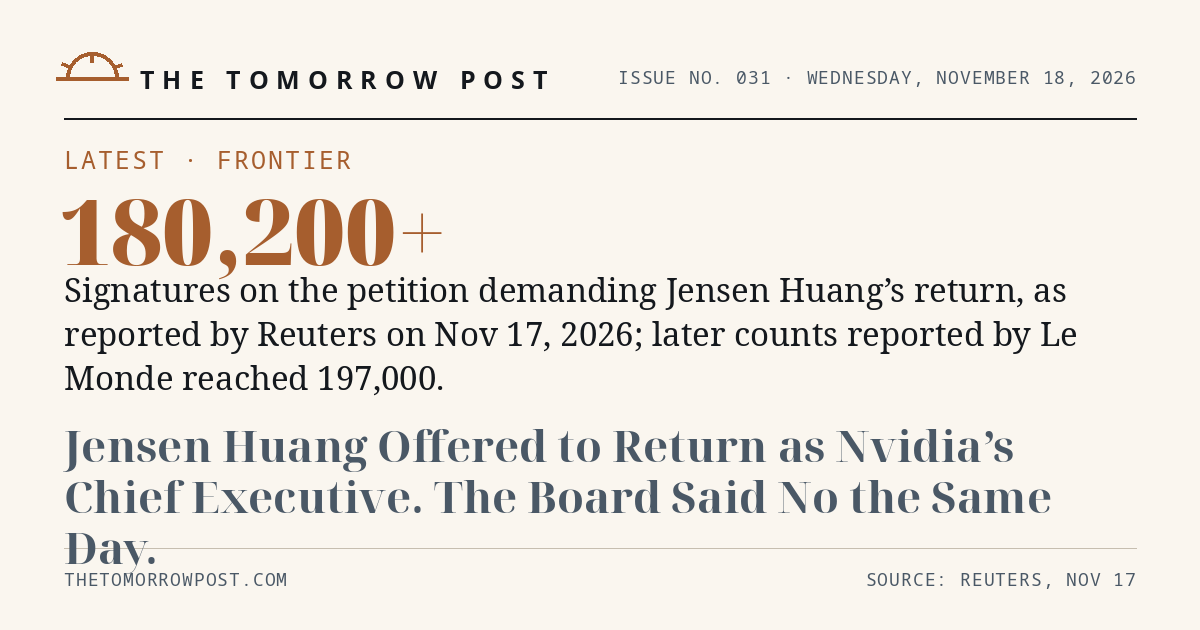 THE TOMORROW POST
ISSUE NO. 031 · WEDNESDAY, NOVEMBER 18, 2026
LATEST · FRONTIER
180,200+
Signatures on the petition demanding Jensen Huang’s return, as
reported by Reuters on Nov 17, 2026; later counts reported by Le
Monde reached 197,000.
Jensen Huang Offered to Return as Nvidia’s
Chief Executive. The Board Said No the Same
Day.
THETOMORROWPOST.COM
SOURCE: REUTERS, NOV 17